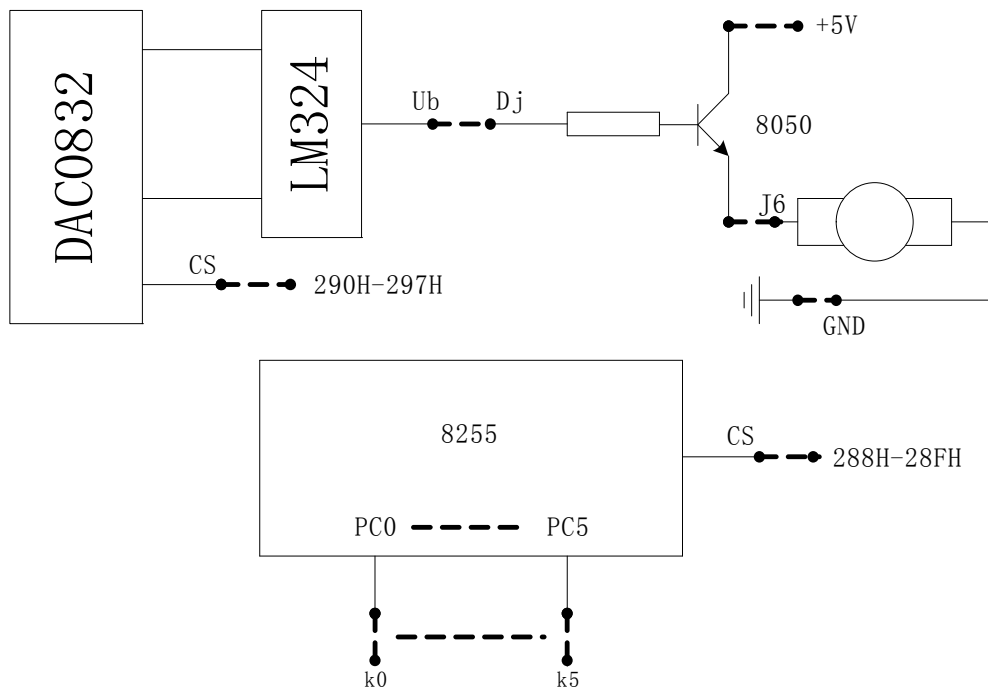 DAC0832
LM324
Ub
Dj
+5V
8050
J6
CS
290H-297H
GND
8255
CS
288H-28FH
PC0
PC5
k0
k5